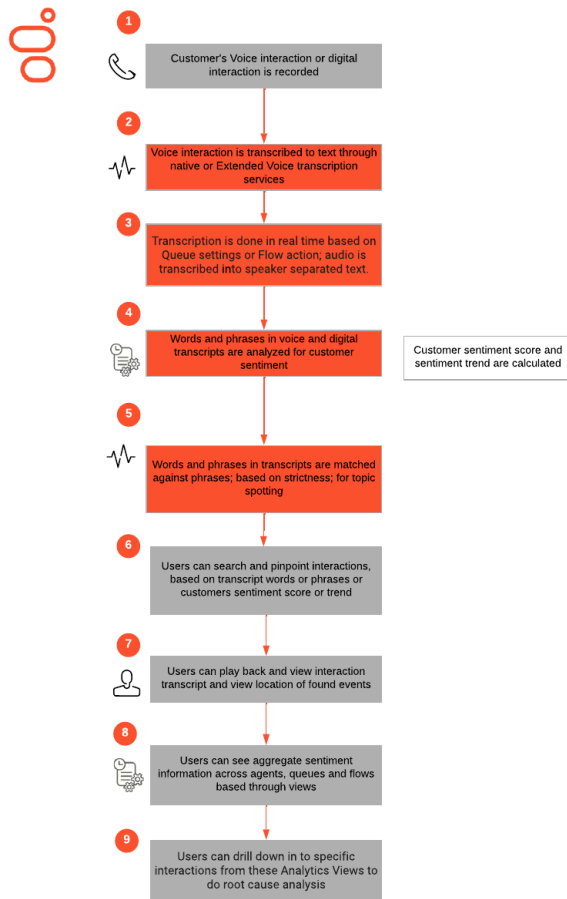 1
Customer's Voice interaction or digital
interaction is recorded
2
Voice interaction is transcribed to text through
native or Extended Voice transcription
services
3
Transcription is done in real time based on
Queue settings or Flow action; audio is
transcribed into speaker separated text.
4
Words and phrases in voice and digital
transcripts are analyzed for customer
sentiment
Customer sentiment score and
sentiment trend are calculated
5
Words and phrases in transcripts are matched
against phrases; based on strictness; for topic
spotting
6
Users can search and pinpoint interactions,
based on transcript words or phrases or
customers sentiment score or trend
7
Users can play back and view interaction
transcript and view location of found events
8
Users can see aggregate sentiment
information across agents, queues and flows
based through views
9
Users can drill down in to specific
interactions from these Analytics Views to
do root cause analysis